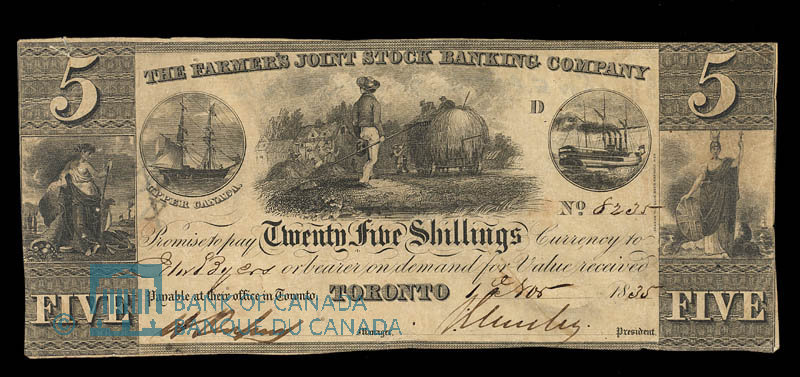 5 5
THE FARMER'S JOINT STOCK BANKING COMPANY
D
UPPER CANADA.
No 8235
Promise to pay Twenty Five Shillings Currency to
or bearer on demand for Value received
Payable at their office in Toronto, TORONTO Nov 1835
FIVE FIVE
Manager. President.
© BANK OF CANADA
BANQUE DU CANADA